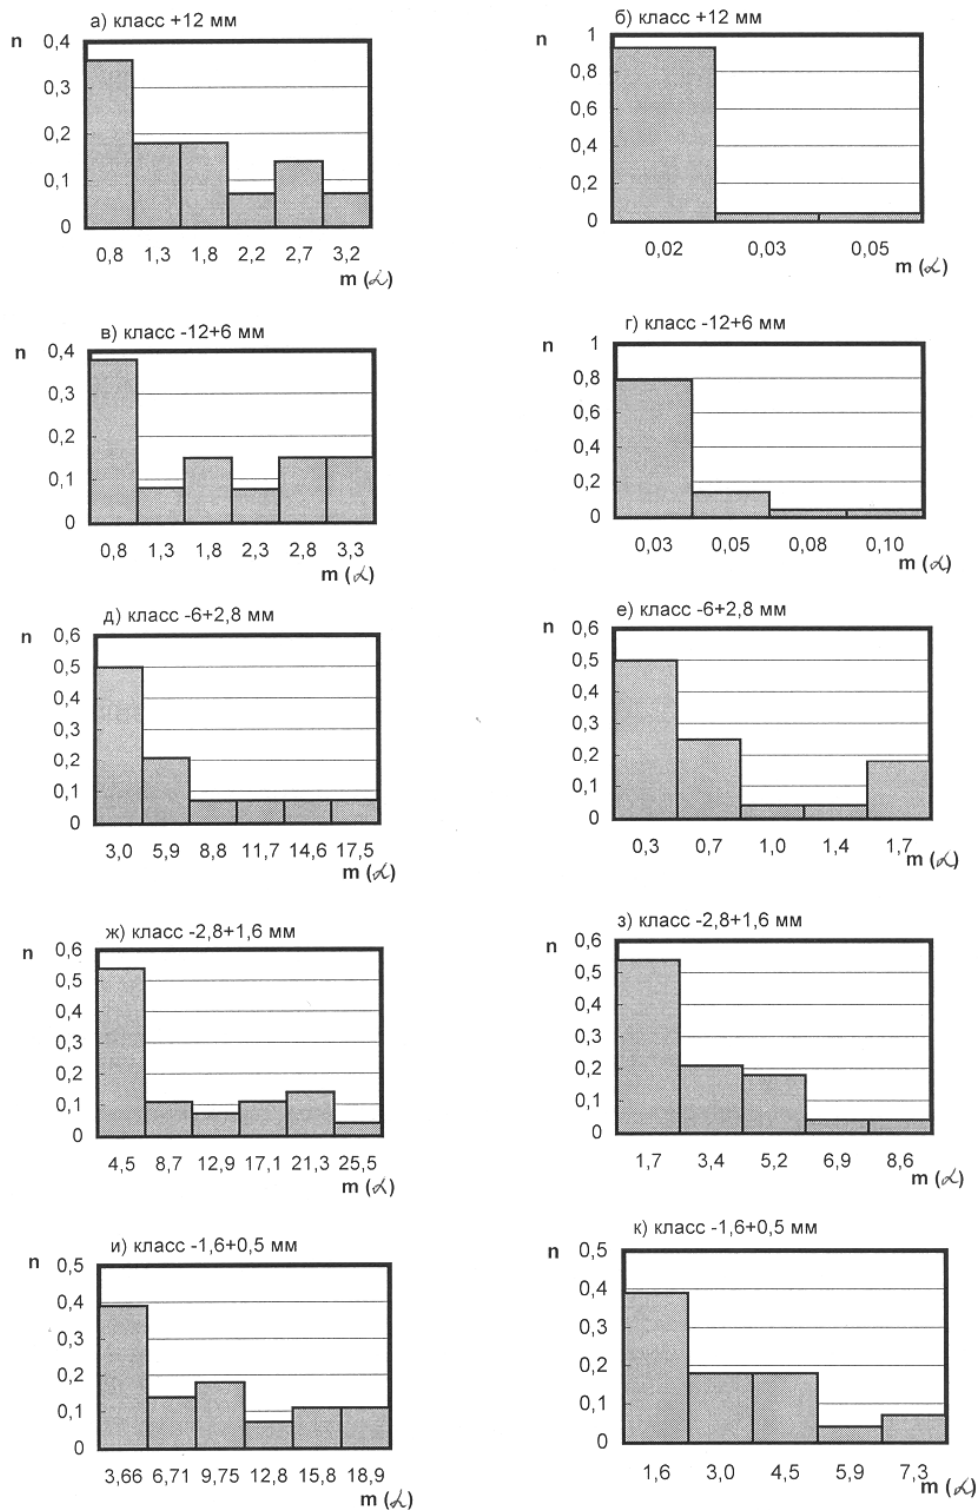 а) класс +12 мм
n
0,4
0,3
0,2
0,1
0
0,8 1,3 1,8 2,2 2,7 3,2
m (α)
б) класс +12 мм
n
1
0,8
0,6
0,4
0,2
0
0,02 0,03 0,05
m (α)
в) класс -12+6 мм
n
0,4
0,3
0,2
0,1
0
0,8 1,3 1,8 2,3 2,8 3,3
m (α)
г) класс -12+6 мм
n
1
0,8
0,6
0,4
0,2
0
0,03 0,05 0,08 0,10
m (α)
д) класс -6+2,8 мм
n
0,6
0,5
0,4
0,3
0,2
0,1
0
3,0 5,9 8,8 11,7 14,6 17,5
m (α)
е) класс -6+2,8 мм
n
0,6
0,5
0,4
0,3
0,2
0,1
0
0,3 0,7 1,0 1,4 1,7
m (α)
ж) класс -2,8+1,6 мм
n
0,6
0,5
0,4
0,3
0,2
0,1
0
4,5 8,7 12,9 17,1 21,3 25,5
m (α)
з) класс -2,8+1,6 мм
n
0,6
0,5
0,4
0,3
0,2
0,1
0
1,7 3,4 5,2 6,9 8,6
m (α)
и) класс -1,6+0,5 мм
n
0,5
0,4
0,3
0,2
0,1
0
3,66 6,71 9,75 12,8 15,8 18,9
m (α)
к) класс -1,6+0,5 мм
n
0,5
0,4
0,3
0,2
0,1
0
1,6 3,0 4,5 5,9 7,3
m (α)